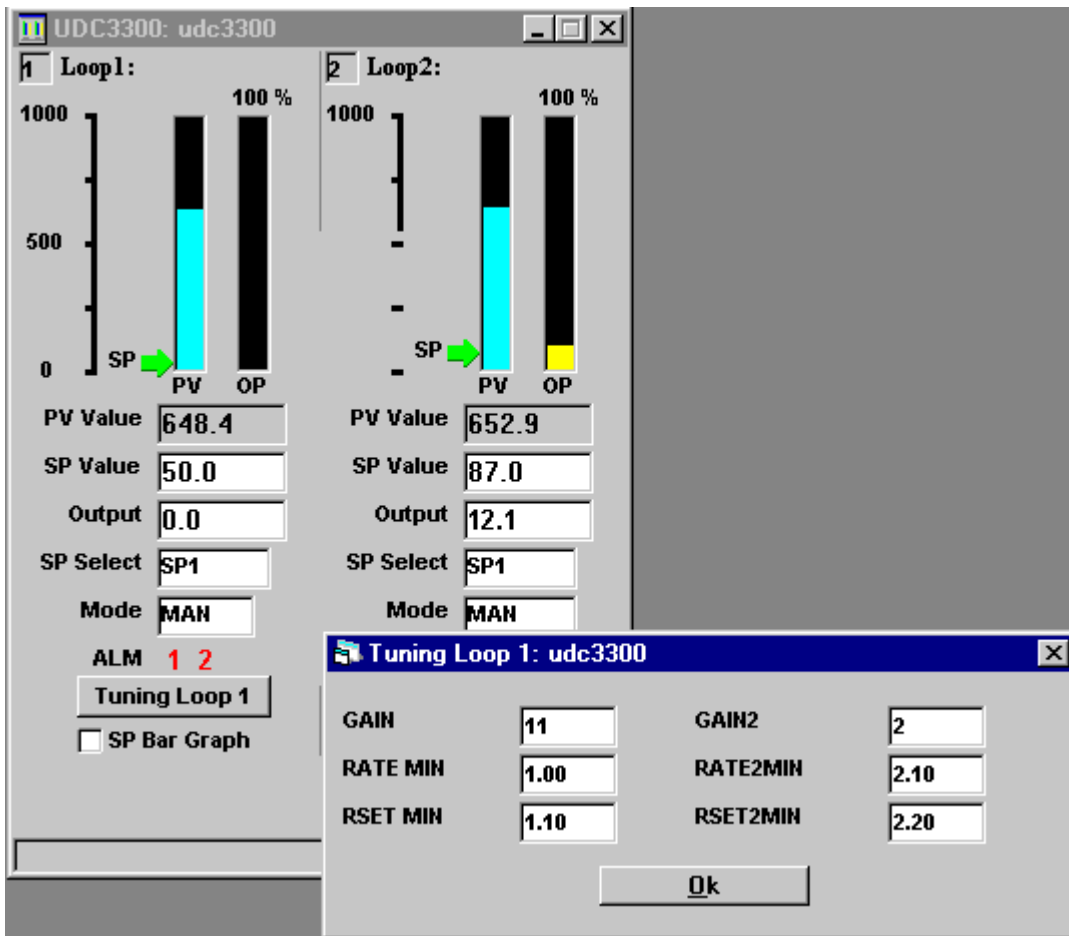 UDC3300: udc3300
1 Loop1:
100 %
1000
500
0
SP
PV OP
PV Value 648.4
SP Value 50.0
Output 0.0
SP Select SP1
Mode MAN
ALM 1 2
Tuning Loop 1
SP Bar Graph
2 Loop2:
100 %
1000
SP
PV OP
PV Value 652.9
SP Value 87.0
Output 12.1
SP Select SP1
Mode MAN
Tuning Loop 1: udc3300
GAIN 11 GAIN2 2
RATE MIN 1.00 RATE2MIN 2.10
RSET MIN 1.10 RSET2MIN 2.20
Ok